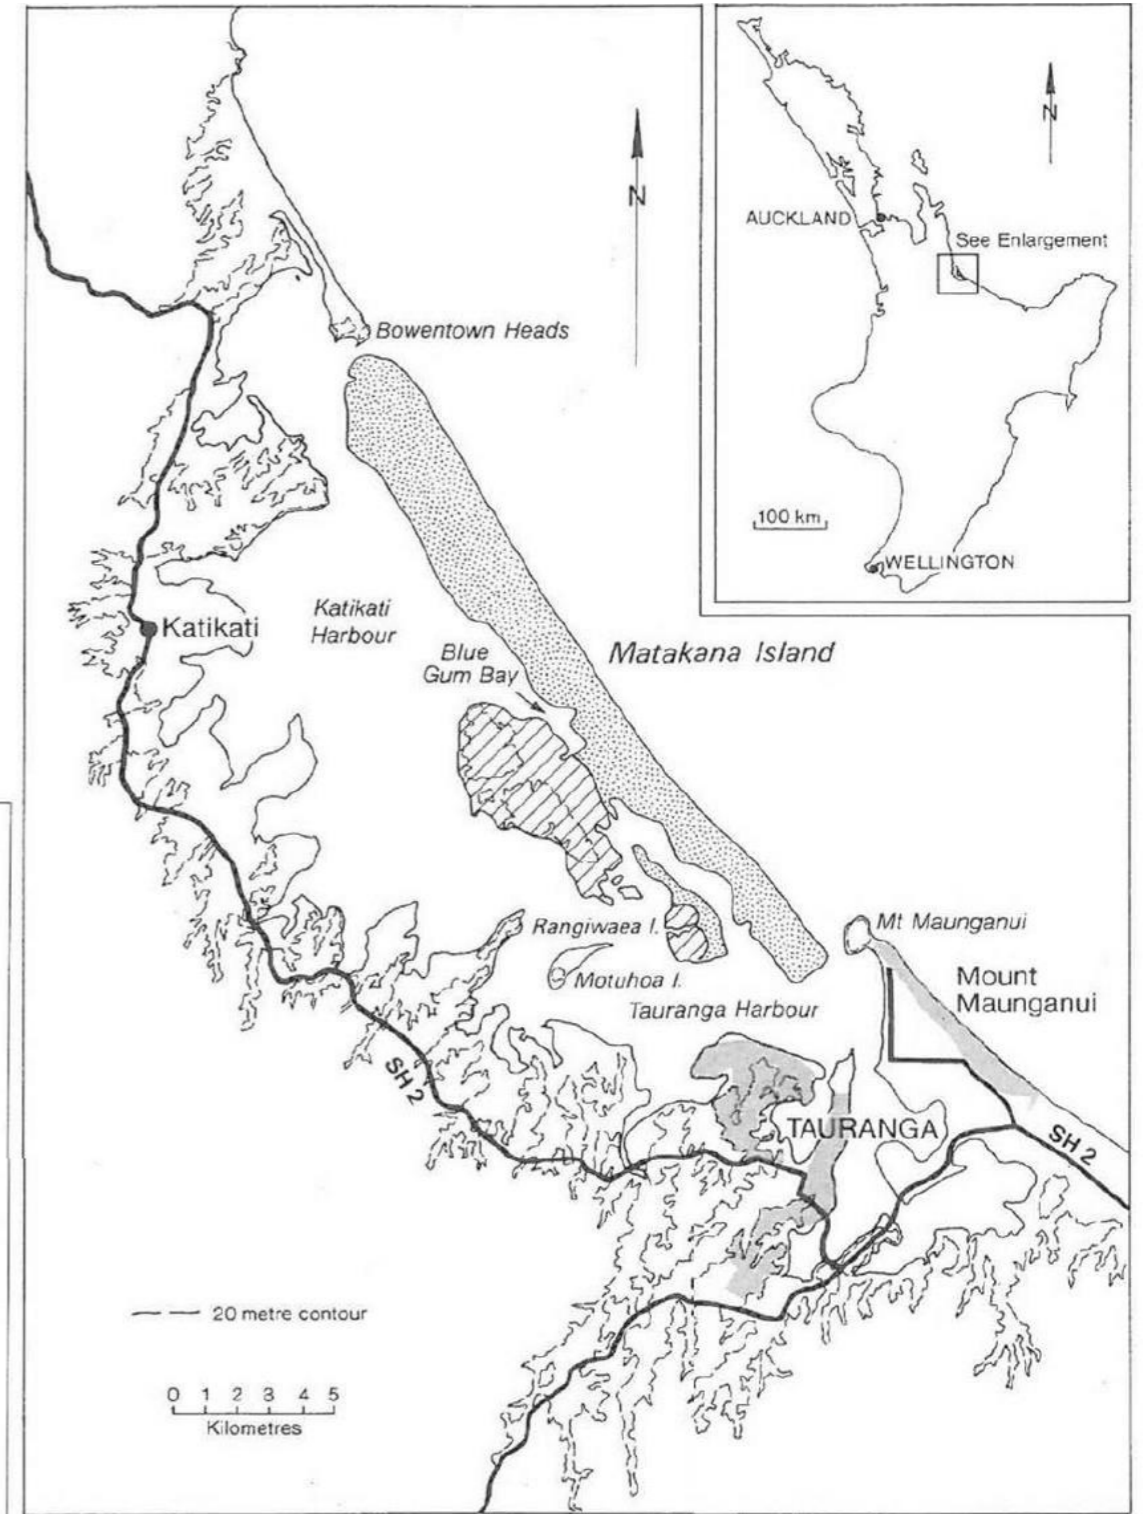 N
Bowentown Heads
Katikati
Katikati
Harbour
Matakana Island
Blue
Gum Bay
Rangiwaea I.
Motuhoa I.
Tauranga Harbour
Mt Maunganui
Mount
Maunganui
SH 2
TAURANGA
SH 2
20 metre contour
0 1 2 3 4 5
Kilometres
N
AUCKLAND
See Enlargement
100 km
WELLINGTON